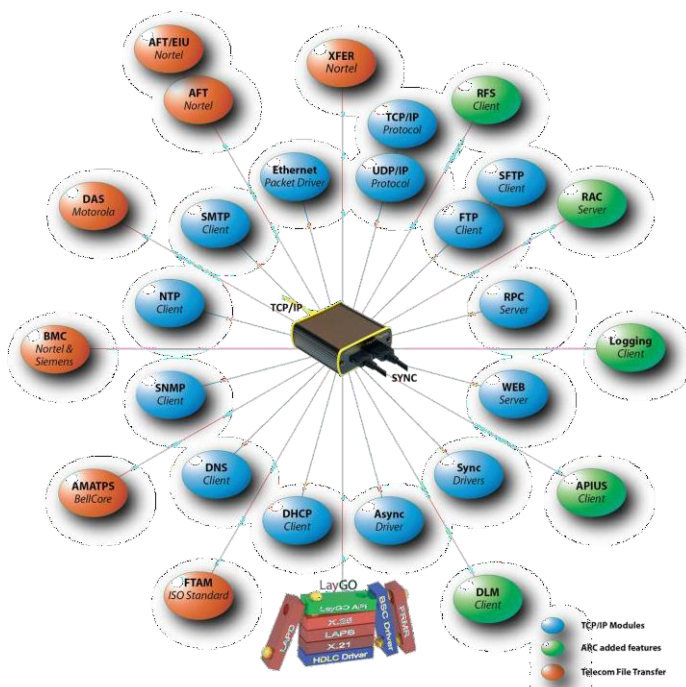 AFT/EIU
Nortel
AFT
Nortel
XFER
Nortel
RFS
Client
TCP/IP
Protocol
Ethernet
Packet Driver
UDP/IP
Protocol
SFTP
Client
DAS
Motorola
SMTP
Client
FTP
Client
RAC
Server
NTP
Client
TCP/IP
RPC
Server
BMC
Nortel &
Siemens
Logging
Client
SYNC
SNMP
Client
WEB
Server
AMATPS
BellCore
DNS
Client
Sync
Drivers
APIUS
Client
DHCP
Client
Async
Driver
FTAM
ISO Standard
DLM
Client
LayGO
LayGO API
X.25
LAPB
X.21
HDLC Driver
LAPD
BSC Driver
FRMR
TCP/IP Modules
ARC added features
Telecom File Transfer